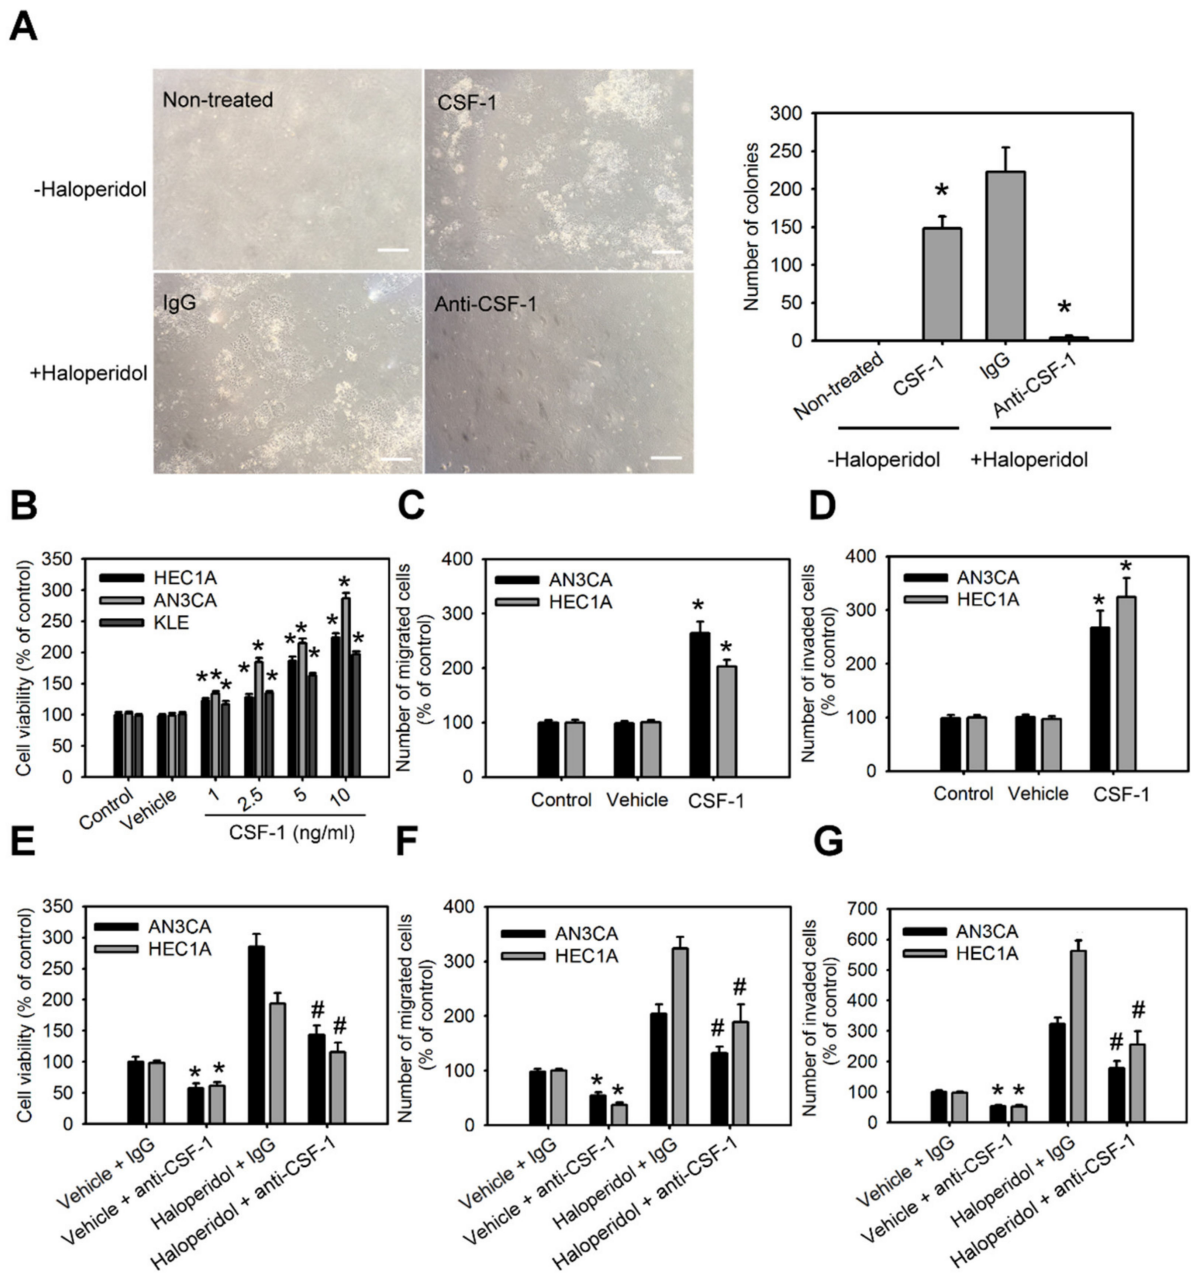 A
Non-treated
CSF-1
-Haloperidol
IgG
Anti-CSF-1
+Haloperidol
Number of colonies
300
250
200
150
100
50
0
*
*
Non-treated
CSF-1
IgG
Anti-CSF-1
-Haloperidol
+Haloperidol
B
Cell viability (% of control)
350
300
250
200
150
100
50
0
HEC1A
AN3CA
KLE
* * *
* * *
* * *
* * *
Control
Vehicle
1
2.5
5
10
CSF-1 (ng/ml)
C
Number of migrated cells
(% of control)
400
300
200
100
0
AN3CA
HEC1A
*
*
Control
Vehicle
CSF-1
D
Number of invaded cells
(% of control)
400
300
200
100
0
AN3CA
HEC1A
*
*
Control
Vehicle
CSF-1
E
Cell viability (% of control)
350
300
250
200
150
100
50
0
AN3CA
HEC1A
* *
# #
Vehicle + IgG
Vehicle + anti-CSF-1
Haloperidol + IgG
Haloperidol + anti-CSF-1
F
Number of migrated cells
(% of control)
400
300
200
100
0
AN3CA
HEC1A
* *
# #
Vehicle + IgG
Vehicle + anti-CSF-1
Haloperidol + IgG
Haloperidol + anti-CSF-1
G
Number of invaded cells
(% of control)
700
600
500
400
300
200
100
0
AN3CA
HEC1A
* *
# #
Vehicle + IgG
Vehicle + anti-CSF-1
Haloperidol + IgG
Haloperidol + anti-CSF-1